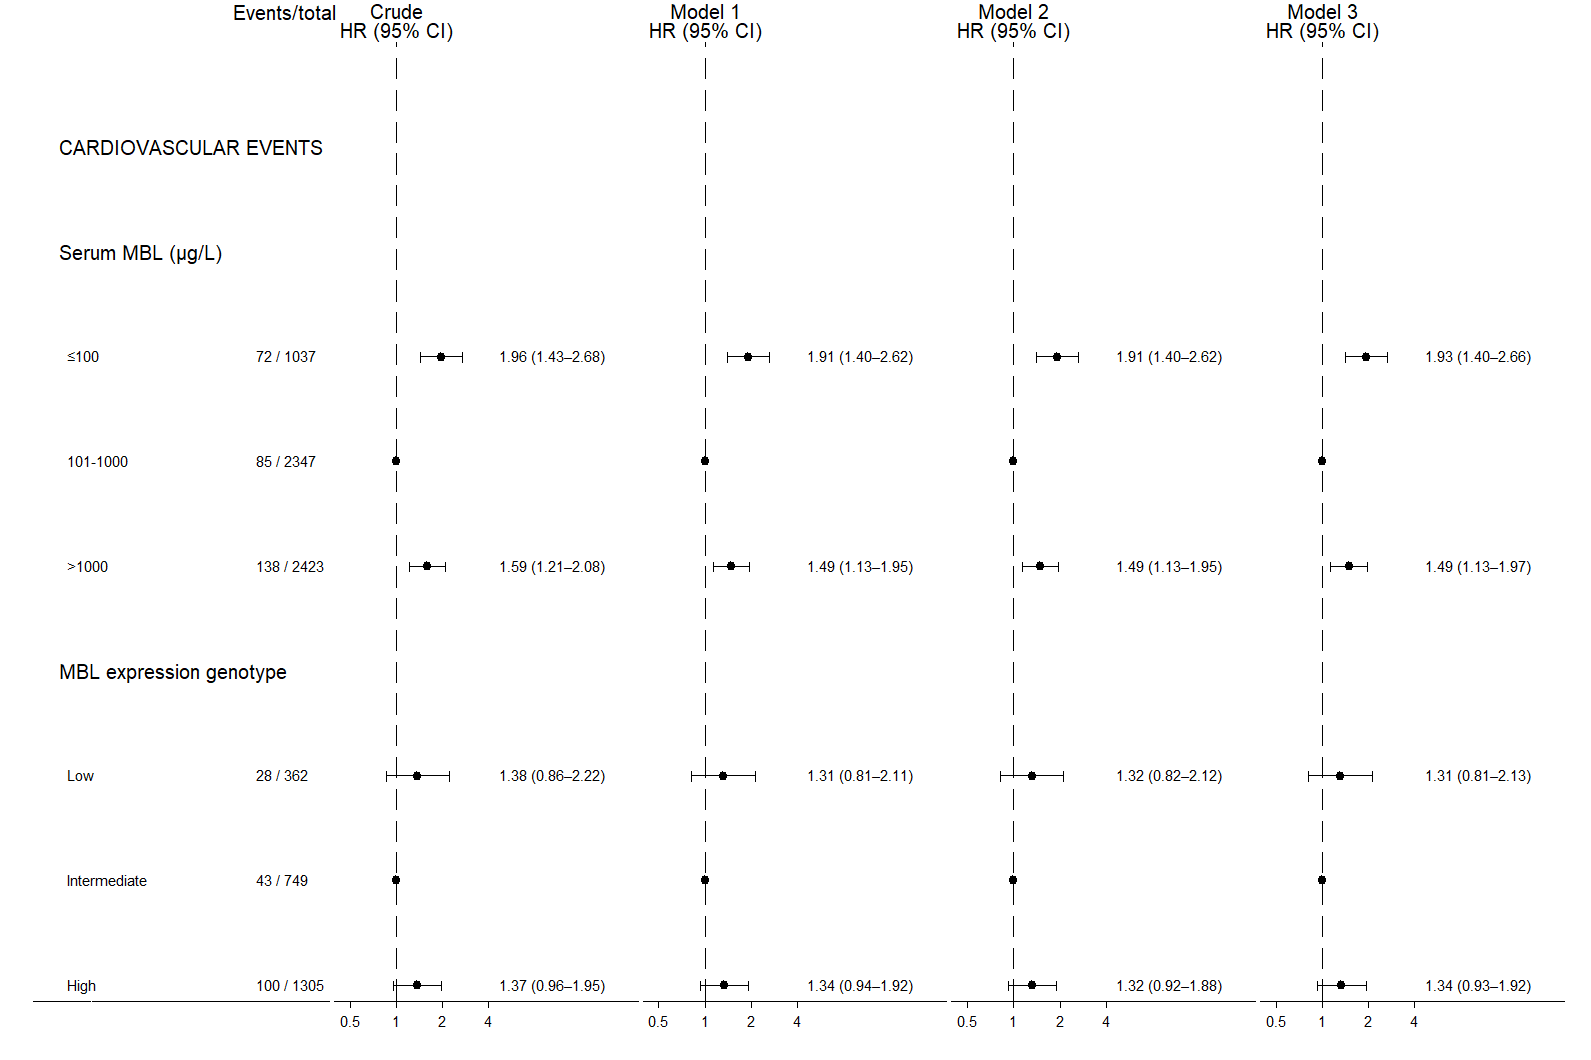 Events/total Crude Model 1 Model 2 Model 3
HR (95% CI) HR (95% CI) HR (95% CI) HR (95% CI)
CARDIOVASCULAR EVENTS
Serum MBL (µg/L)
≤100 72 / 1037 1.96 (1.43–2.68) 1.91 (1.40–2.62) 1.91 (1.40–2.62) 1.93 (1.40–2.66)
101-1000 85 / 2347
>1000 138 / 2423 1.59 (1.21–2.08) 1.49 (1.13–1.95) 1.49 (1.13–1.95) 1.49 (1.13–1.97)
MBL expression genotype
Low 28 / 362 1.38 (0.86–2.22) 1.31 (0.81–2.11) 1.32 (0.82–2.12) 1.31 (0.81–2.13)
Intermediate 43 / 749
High 100 / 1305 1.37 (0.96–1.95) 1.34 (0.94–1.92) 1.32 (0.92–1.88) 1.34 (0.93–1.92)
0.5 1 2 4 0.5 1 2 4 0.5 1 2 4 0.5 1 2 4